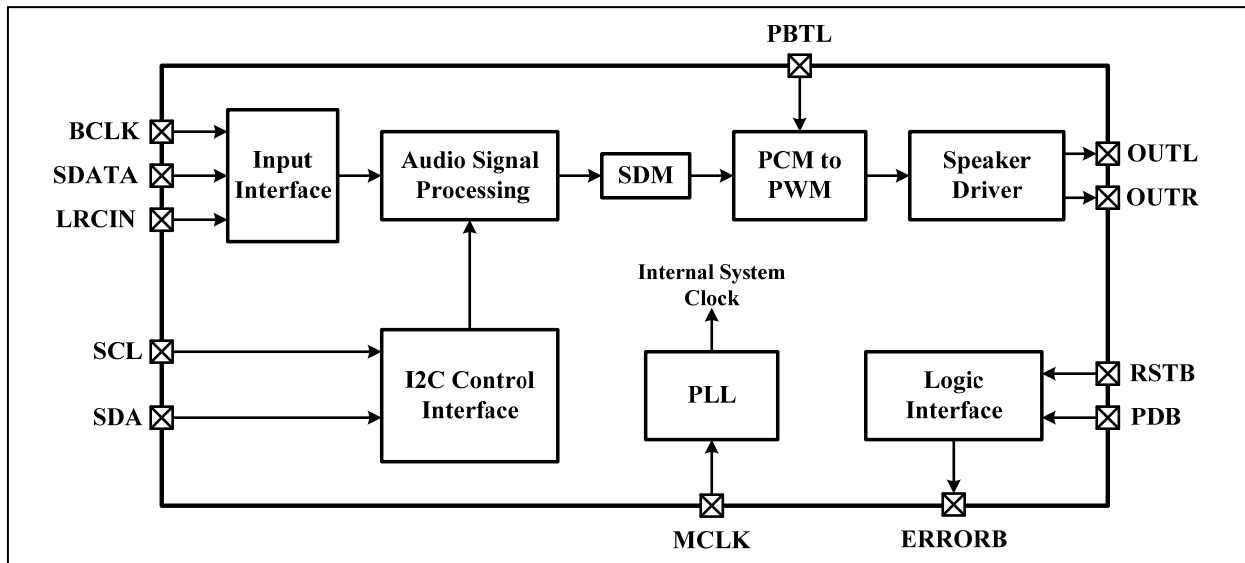 PBTL
BCLK
SDATA
LRCIN
Input
Interface
Audio Signal
Processing
SDM
PCM to
PWM
Speaker
Driver
OUTL
OUTR
Internal System
Clock
SCL
SDA
I2C Control
Interface
PLL
Logic
Interface
RSTB
PDB
MCLK
ERRORB